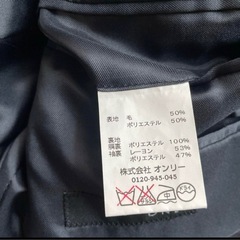 表地 毛 50%
ポリエステル 50%
裏地
胴裏 ポリエステル 100%
袖裏 レーヨン 53%
ポリエステル 47%
株式会社 オンリー
0120-945-045
中